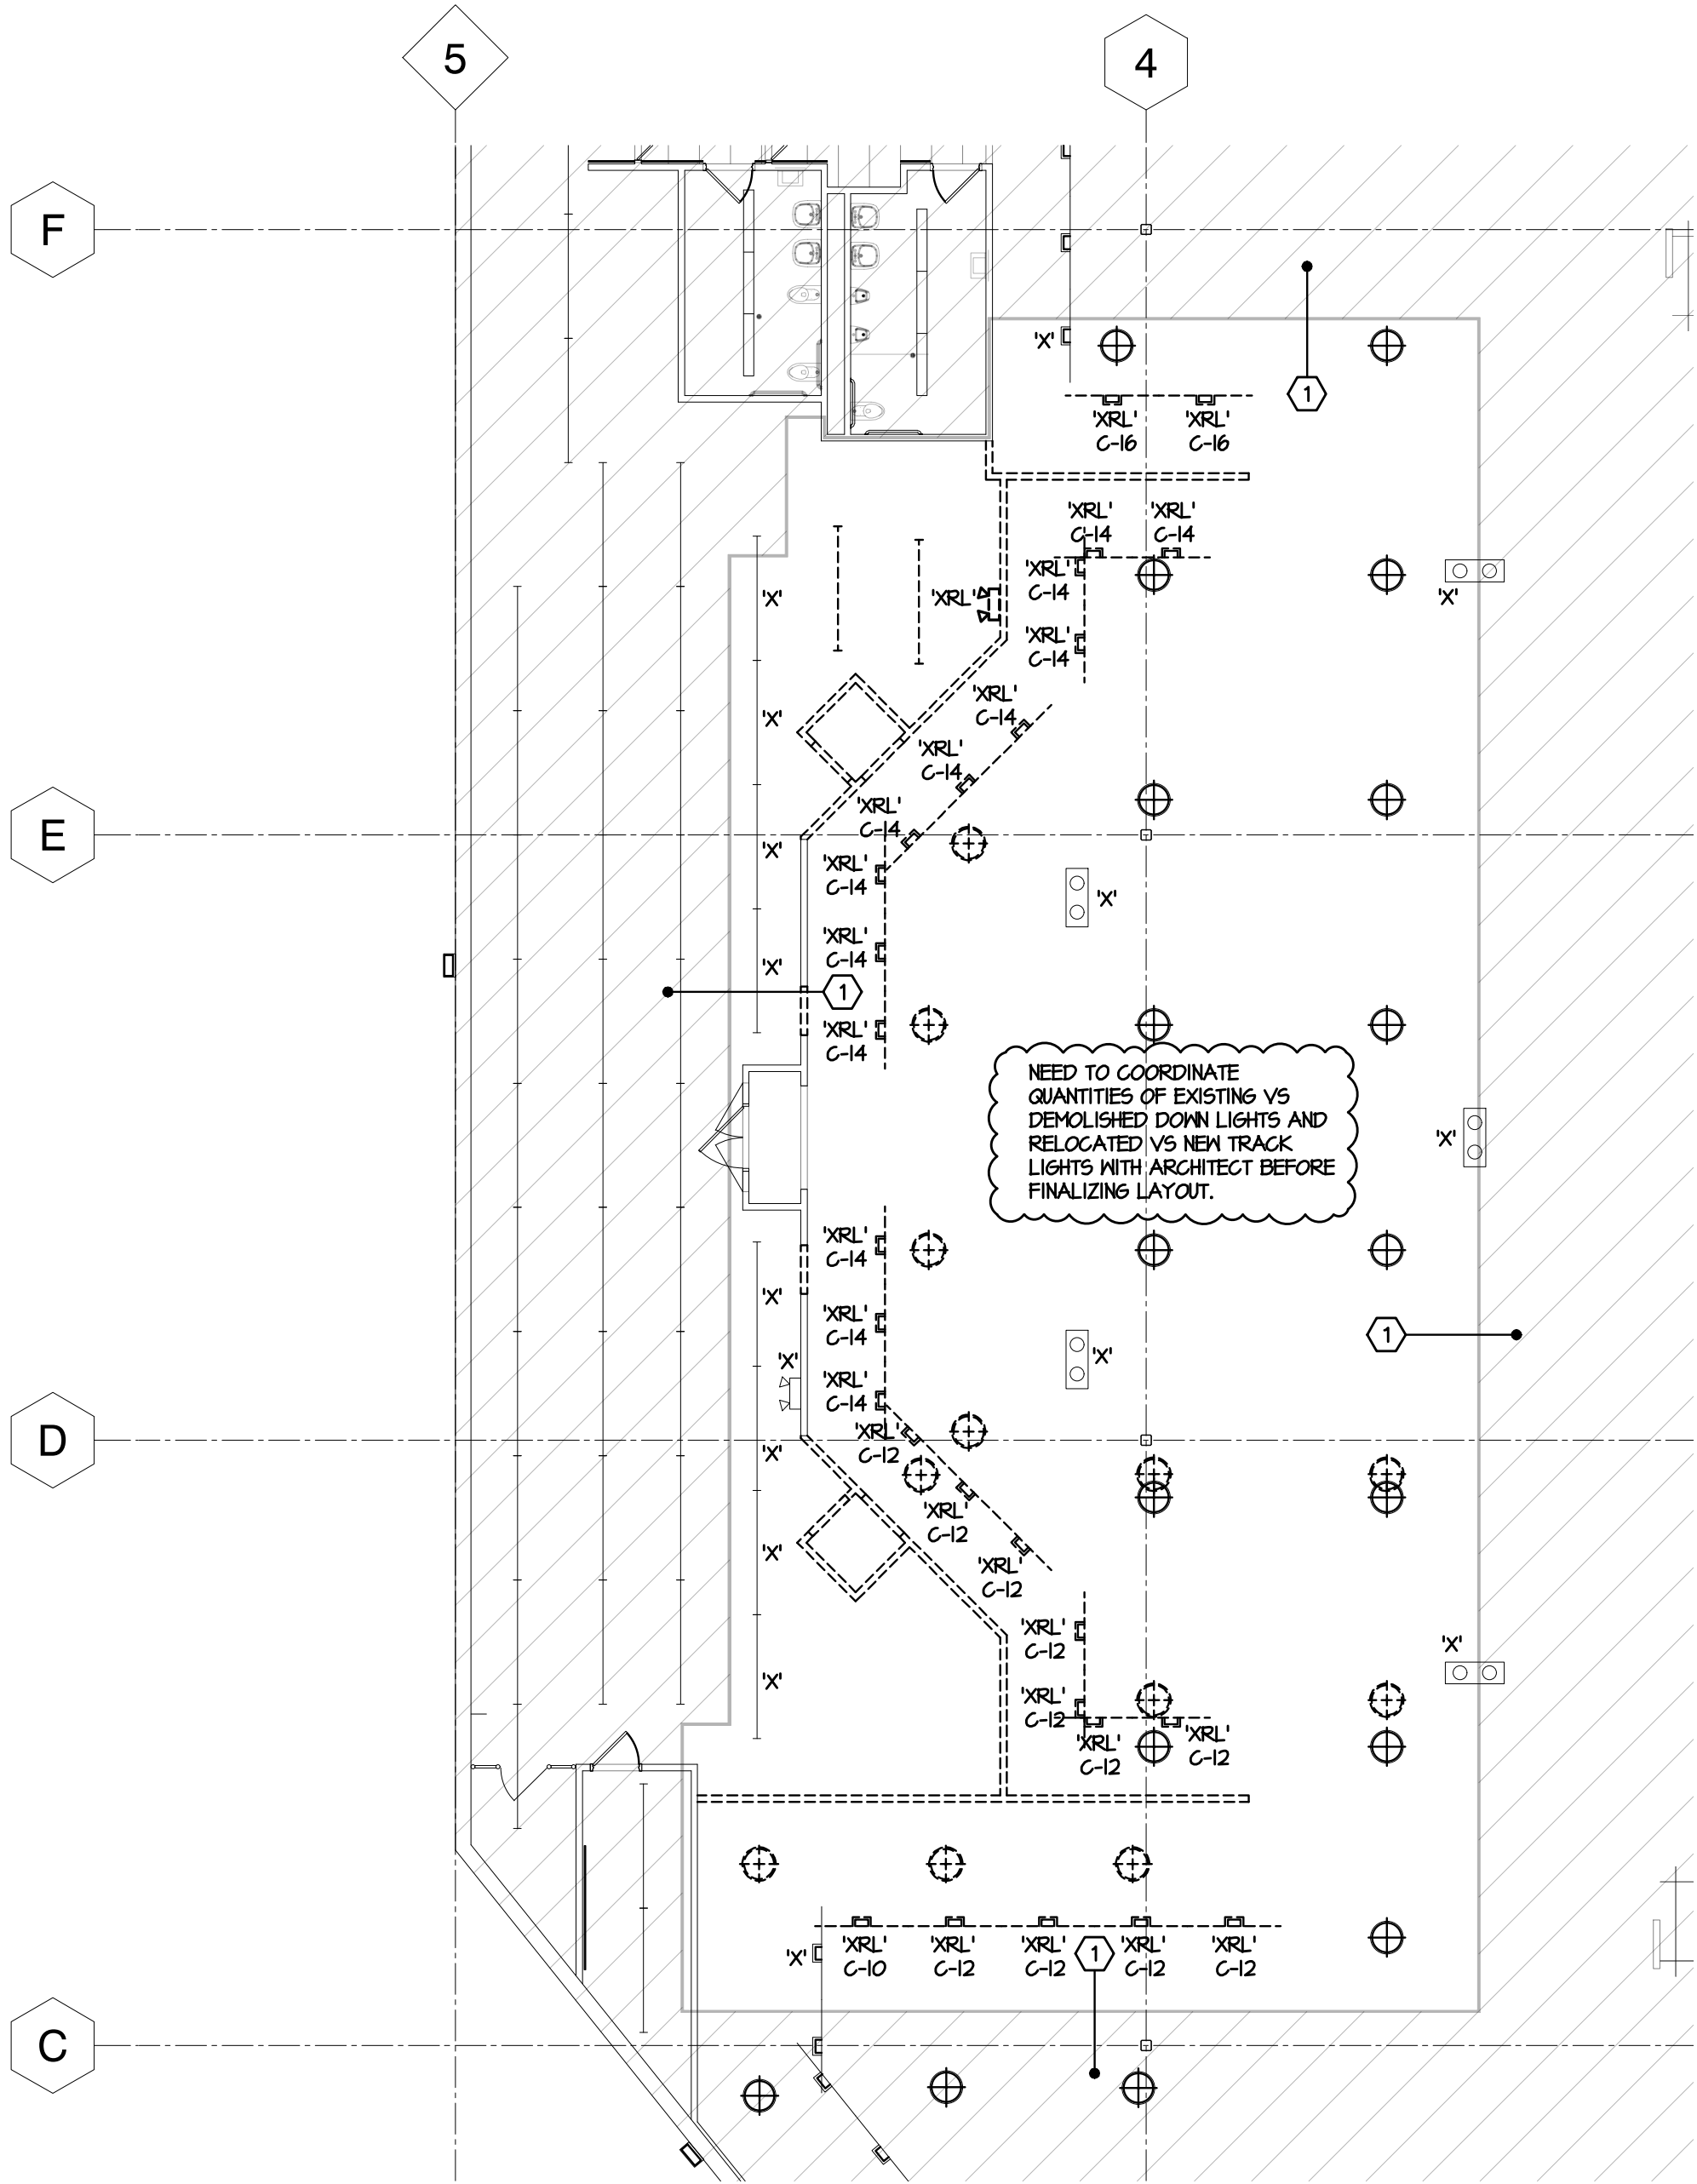 5
4
F
'X'
1
'XRL'
C-16
'XRL'
C-16
'XRL'
C-14
'XRL'
C-14
'XRL'
C-14
'X'
'XRL'
'X'
'XRL'
C-14
'XRL'
C-14
'X'
'XRL'
C-14
'XRL'
C-14
E
'X'
'XRL'
C-14
'X'
'XRL'
C-14
'X'
1
'XRL'
C-14
NEED TO COORDINATE
QUANTITIES OF EXISTING VS
DEMOLISHED DOWN LIGHTS AND
RELOCATED VS NEW TRACK
LIGHTS WITH ARCHITECT BEFORE
FINALIZING LAYOUT.
'X'
'XRL'
C-14
'X'
'XRL'
C-14
1
'X'
'X'
'XRL'
C-14
D
'XRL'
C-12
'X'
'XRL'
C-12
'X'
'XRL'
C-12
'XRL'
C-12
'X'
'X'
'XRL'
C-12
'XRL'
C-12
'XRL'
C-12
'X'
'XRL'
C-10
'XRL'
C-12
'XRL'
C-12
1
'XRL'
C-12
'XRL'
C-12
C